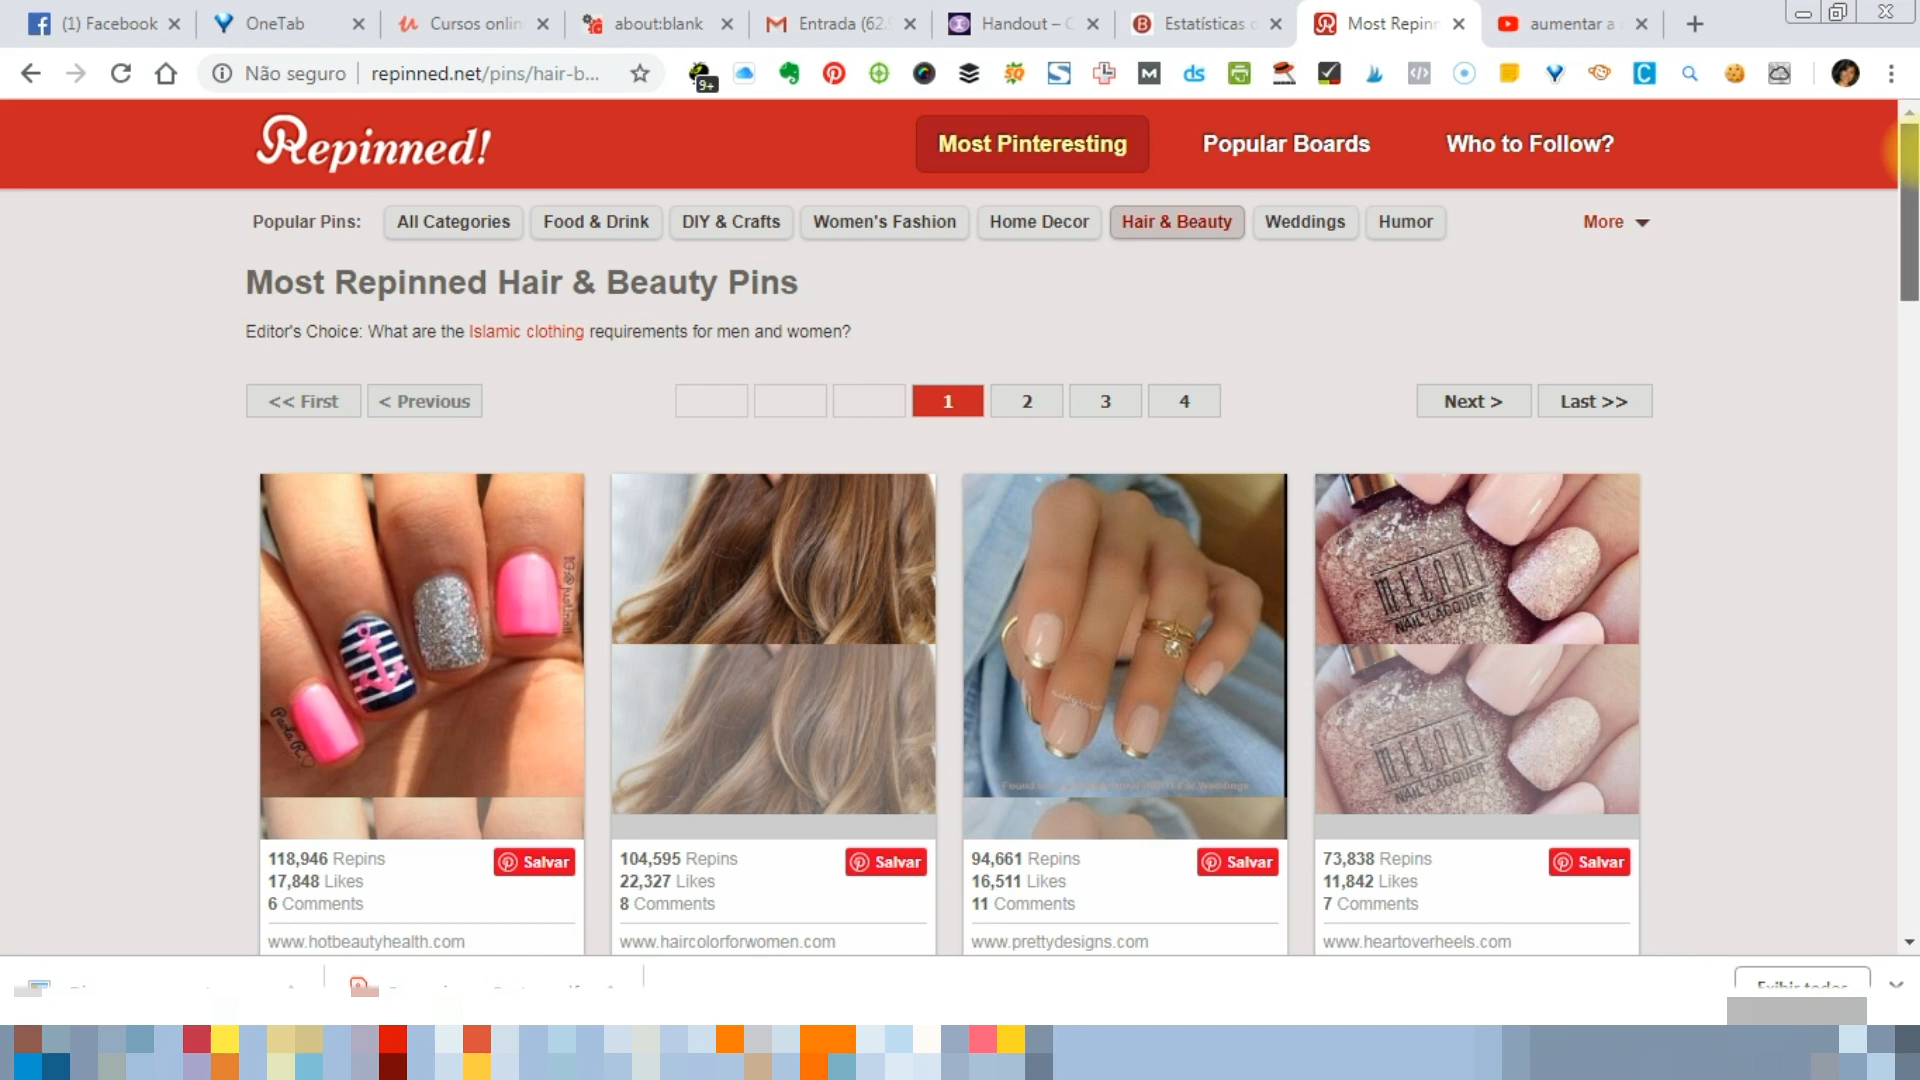 (1) Facebook
OneTab
Cursos onlin
about:blank
Entrada (62.
Handout – C
Estatísticas
Most Repinn
aumentar a
9+
Não seguro
repinned.net/pins/hair-b...
Repinned!
Most Pinteresting
Popular Boards
Who to Follow?
Popular Pins:
All Categories
Food & Drink
DIY & Crafts
Women's Fashion
Home Decor
Hair & Beauty
Weddings
Humor
More
Most Repinned Hair & Beauty Pins
Editor's Choice: What are the Islamic clothing requirements for men and women?
<< First
< Previous
1
2
3
4
Next >
Last >>
MILANI
NAIL LACQUER
MILANI
NAIL LACQUER
118,946 Repins
17,848 Likes
6 Comments
Salvar
www.hotbeautyhealth.com
104,595 Repins
22,327 Likes
8 Comments
Salvar
www.haircolorforwomen.com
94,661 Repins
16,511 Likes
11 Comments
Salvar
www.prettydesigns.com
73,838 Repins
11,842 Likes
7 Comments
Salvar
www.heartoverheels.com